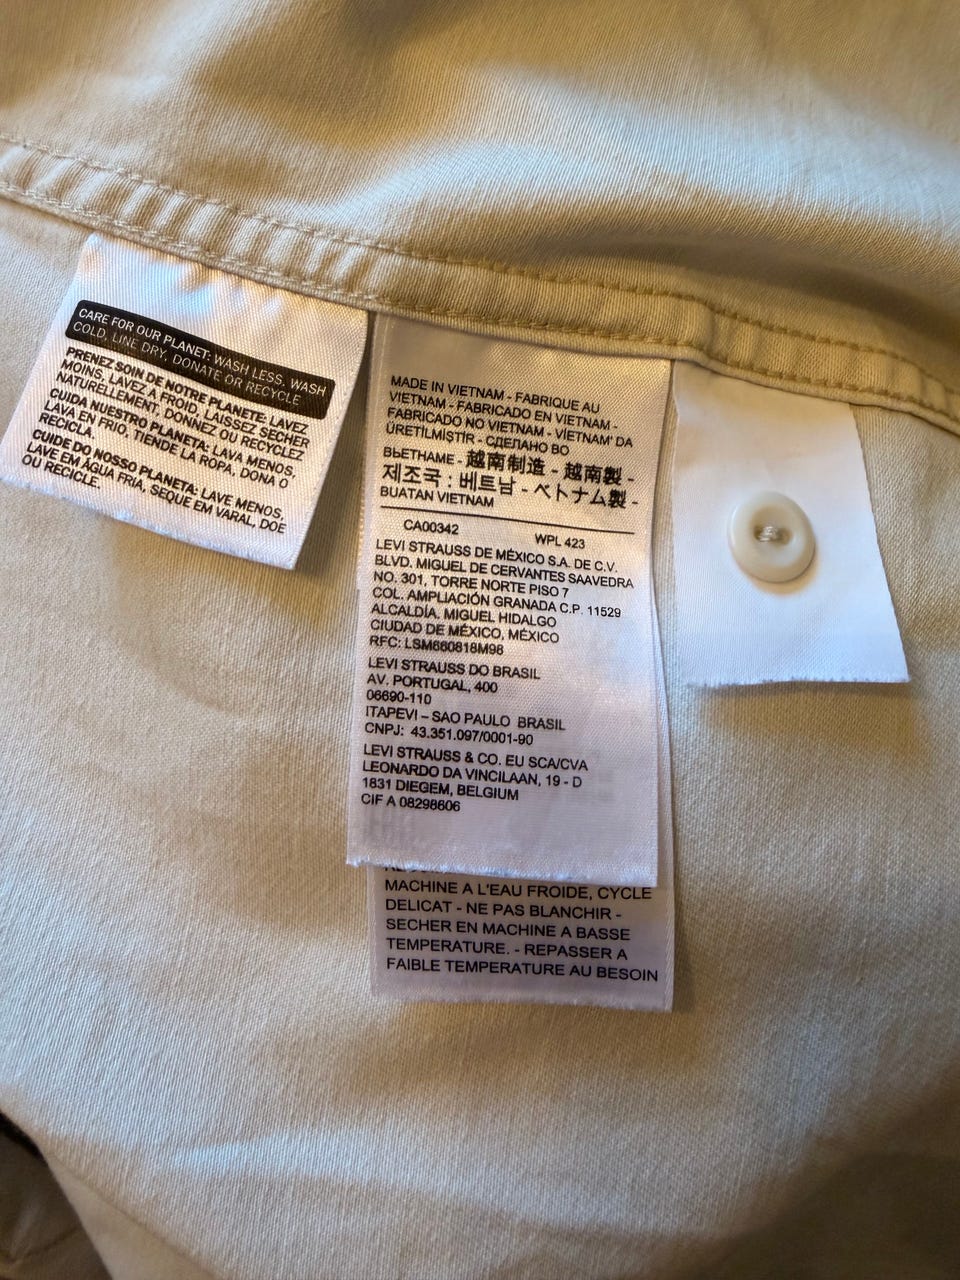 CARE FOR OUR PLANET: WASH LESS, WASH
COLD, LINE DRY, DONATE OR RECYCLE
PRENEZ SOIN DE NOTRE PLANETE: LAVEZ
MOINS, LAVEZ A FROID, LAISSEZ SECHER
NATURELLEMENT, DONNEZ OU RECYCLEZ
CUIDA NUESTRO PLANETA: LAVA MENOS,
LAVA EN FRIO, TIENDE LA ROPA, DONA O
RECICLA.
CUIDE DO NOSSO PLANETA: LAVE MENOS,
LAVE EM ÁGUA FRIA, SEQUE EM VARAL, DOE
OU RECICLE.
MADE IN VIETNAM - FABRIQUE AU
VIETNAM - FABRICADO EN VIETNAM -
FABRICADO NO VIETNAM - VİETNAM' DA
ÜRETİLMİŞTİR - СДЕЛАНО ВО
ВЬЕТНАМЕ - 越南制造 - 越南製 -
제조국 : 베트남 - ベトナム製 -
BUATAN VIETNAM
CA00342 WPL 423
LEVI STRAUSS DE MÉXICO S.A. DE C.V.
BLVD. MIGUEL DE CERVANTES SAAVEDRA
NO. 301, TORRE NORTE PISO 7
COL. AMPLIACIÓN GRANADA C.P. 11529
ALCALDÍA. MIGUEL HIDALGO
CIUDAD DE MÉXICO, MÉXICO
RFC: LSM660818M98
LEVI STRAUSS DO BRASIL
AV. PORTUGAL, 400
06690-110
ITAPEVI – SAO PAULO BRASIL
CNPJ: 43.351.097/0001-90
LEVI STRAUSS & CO. EU SCA/CVA
LEONARDO DA VINCILAAN, 19 - D
1831 DIEGEM, BELGIUM
CIF A 08298606
MACHINE A L'EAU FROIDE, CYCLE
DELICAT - NE PAS BLANCHIR -
SECHER EN MACHINE A BASSE
TEMPERATURE. - REPASSER A
FAIBLE TEMPERATURE AU BESOIN